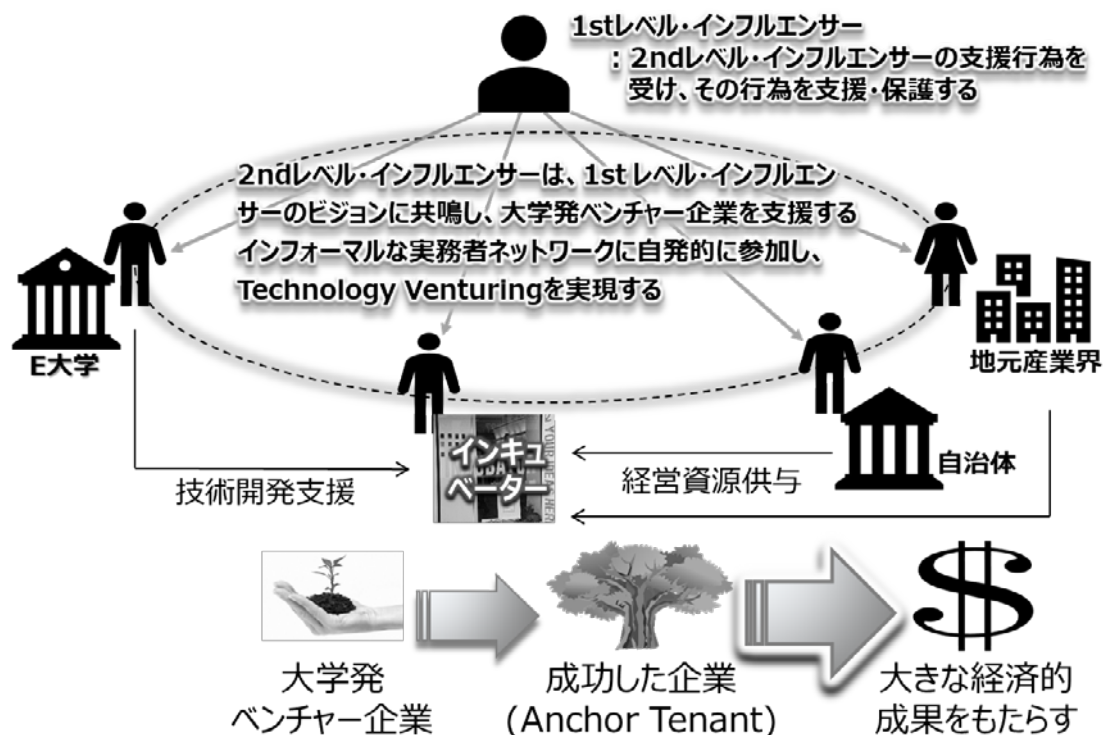 1stレベル・インフルエンサー
：2ndレベル・インフルエンサーの支援行為を
受け、その行為を支援・保護する
2ndレベル・インフルエンサーは、1st レベル・インフルエン
サーのビジョンに共鳴し、大学発ベンチャー企業を支援する
インフォーマルな実務者ネットワークに自発的に参加し、
Technology Venturingを実現する
E大学
地元産業界
インキュ
ベーター
自治体
技術開発支援
経営資源供与
大学発
ベンチャー企業
成功した企業
(Anchor Tenant)
大きな経済的
成果をもたらす